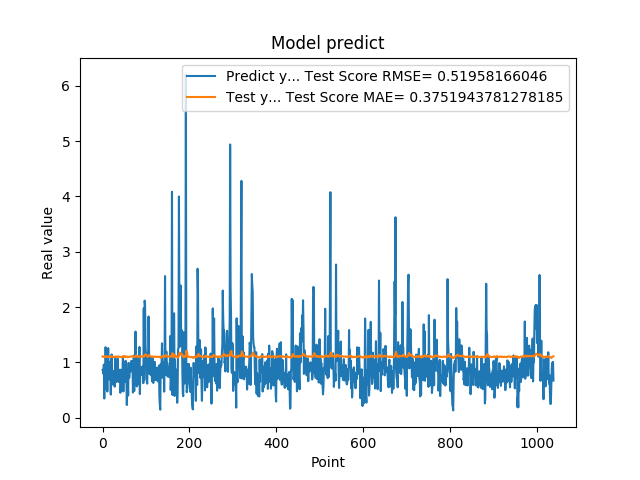 Model predict
Predict y... Test Score RMSE= 0.51958166046
Test y... Test Score MAE= 0.3751943781278185
Real value
6
5
4
3
2
1
0
0 200 400 600 800 1000
Point